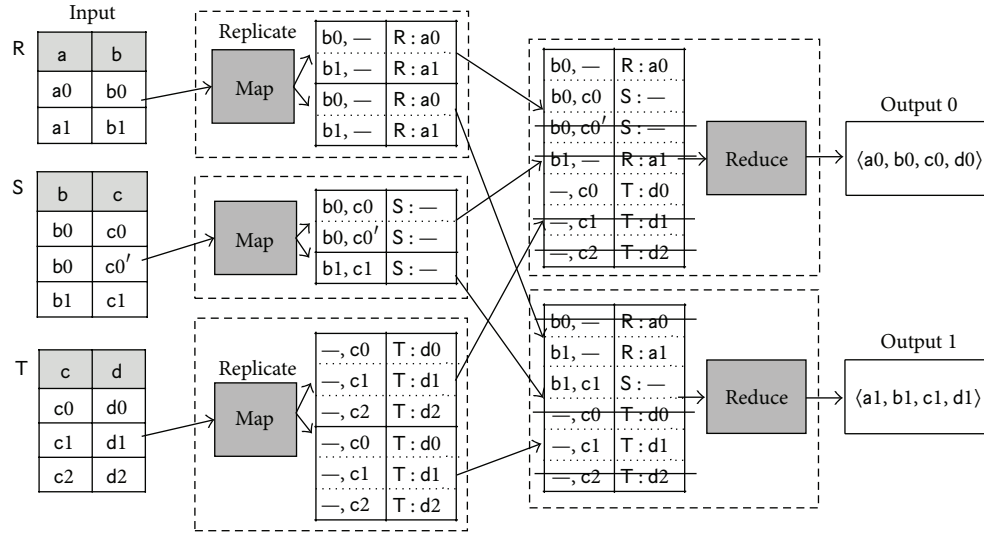 Input
R
a b
a0 b0
a1 b1
S
b c
b0 c0
b0 c0′
b1 c1
T
c d
c0 d0
c1 d1
c2 d2
Replicate
Map
b0, — R : a0
b1, — R : a1
b0, — R : a0
b1, — R : a1
Map
b0, c0 S : —
b0, c0′ S : —
b1, c1 S : —
Replicate
Map
—, c0 T : d0
—, c1 T : d1
—, c2 T : d2
—, c0 T : d0
—, c1 T : d1
—, c2 T : d2
b0, — R : a0
b0, c0 S : —
b0, c0′ S : —
b1, — R : a1
—, c0 T : d0
—, c1 T : d1
—, c2 T : d2
Reduce
Output 0
⟨a0, b0, c0, d0⟩
b0, — R : a0
b1, — R : a1
b1, c1 S : —
—, c0 T : d0
—, c1 T : d1
—, c2 T : d2
Reduce
Output 1
⟨a1, b1, c1, d1⟩